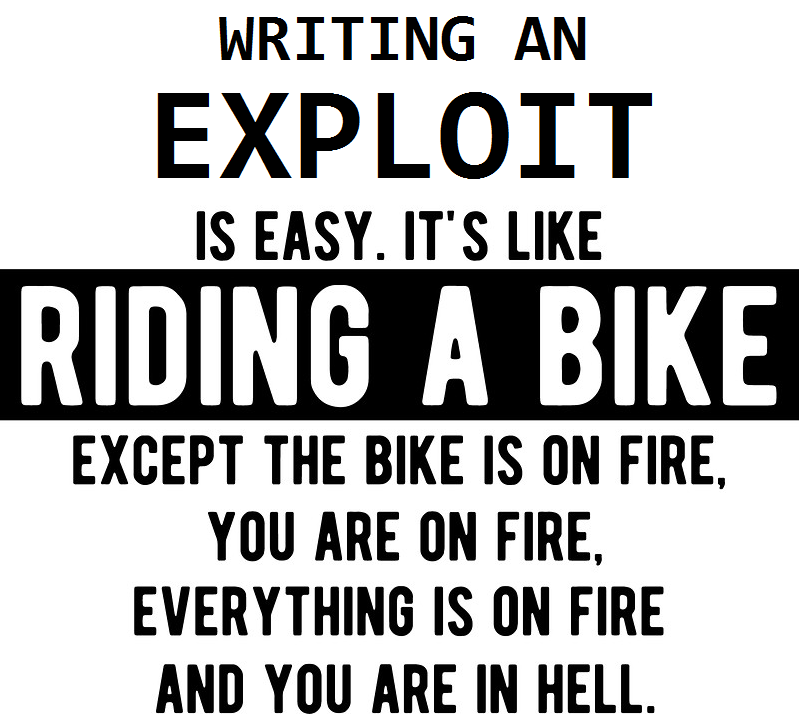 WRITING AN
EXPLOIT
IS EASY. IT'S LIKE
RIDING A BIKE
EXCEPT THE BIKE IS ON FIRE,
YOU ARE ON FIRE,
EVERYTHING IS ON FIRE
AND YOU ARE IN HELL.